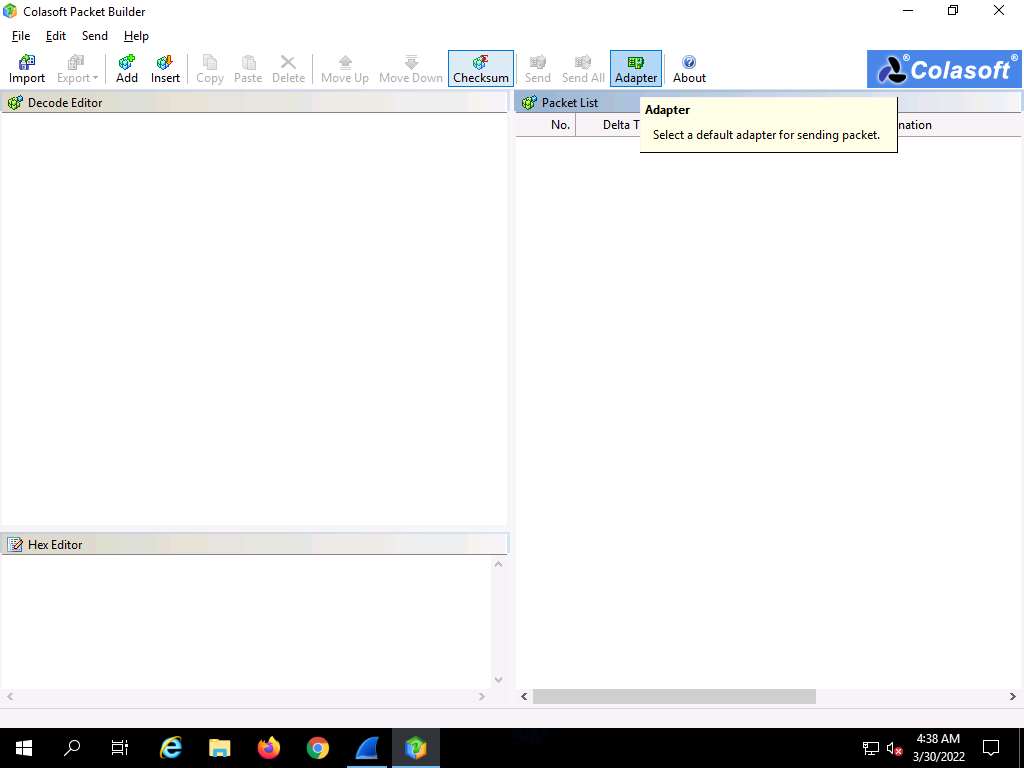 Colasoft Packet Builder
File Edit Send Help
Import Export Add Insert Copy Paste Delete Move Up Move Down Checksum Send Send All Adapter About
®Colasoft®
Decode Editor
Packet List
No. Delta T nation
Adapter
Select a default adapter for sending packet.
Hex Editor
4:38 AM
3/30/2022